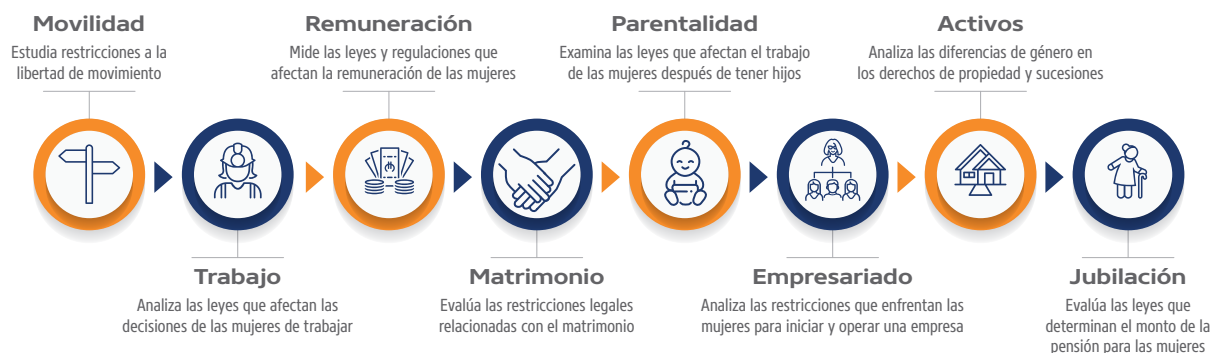 Movilidad
Estudia restricciones a la
libertad de movimiento
Remuneración
Mide las leyes y regulaciones que
afectan la remuneración de las mujeres
Parentalidad
Examina las leyes que afectan el trabajo
de las mujeres después de tener hijos
Activos
Analiza las diferencias de género en
los derechos de propiedad y sucesiones
Trabajo
Analiza las leyes que afectan las
decisiones de las mujeres de trabajar
Matrimonio
Evalúa las restricciones legales
relacionadas con el matrimonio
Empresariado
Analiza las restricciones que enfrentan las
mujeres para iniciar y operar una empresa
Jubilación
Evalúa las leyes que
determinan el monto de la
pensión para las mujeres